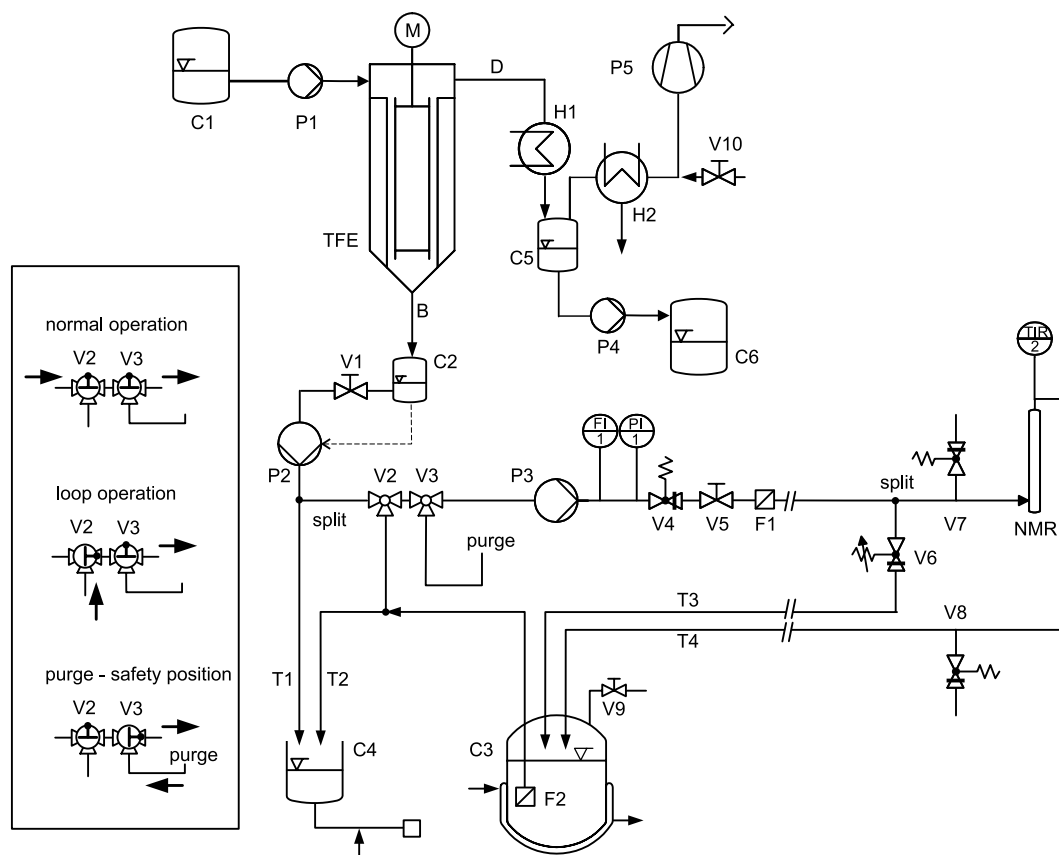 M
D
P5
C1
P1
H1
V10
H2
TFE
C5
B
normal operation
V2 V3
V1
C2
P4
C6
TIR
2
FI
1
PI
1
P2
V2 V3
P3
loop operation
V2 V3
split
V4
V5
F1
split
V7
NMR
purge
V6
T3
V8
T4
purge - safety position
V2 V3
purge
T1
T2
V9
C4
C3
F2